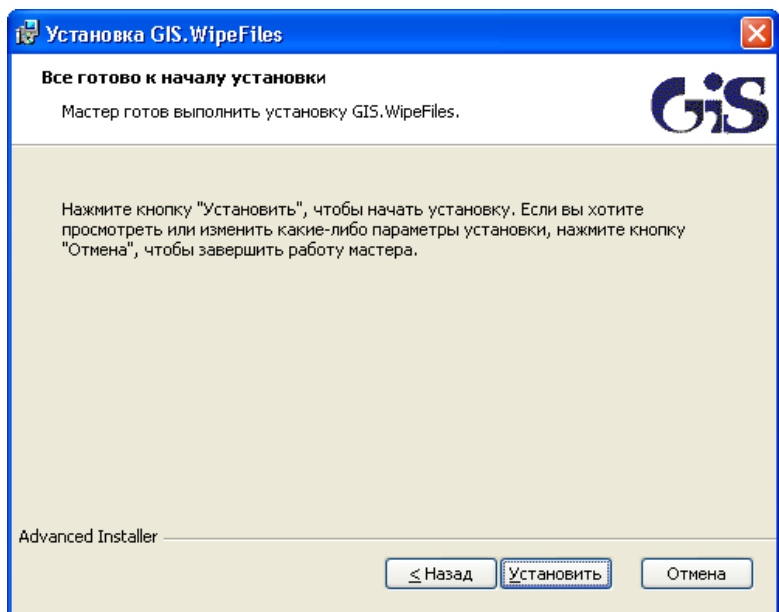 Установка GIS.WipeFiles
Все готово к началу установки
Мастер готов выполнить установку GIS.WipeFiles.
GiS
Нажмите кнопку "Установить", чтобы начать установку. Если вы хотите
просмотреть или изменить какие-либо параметры установки, нажмите кнопку
"Отмена", чтобы завершить работу мастера.
Advanced Installer
< Назад
Установить
Отмена